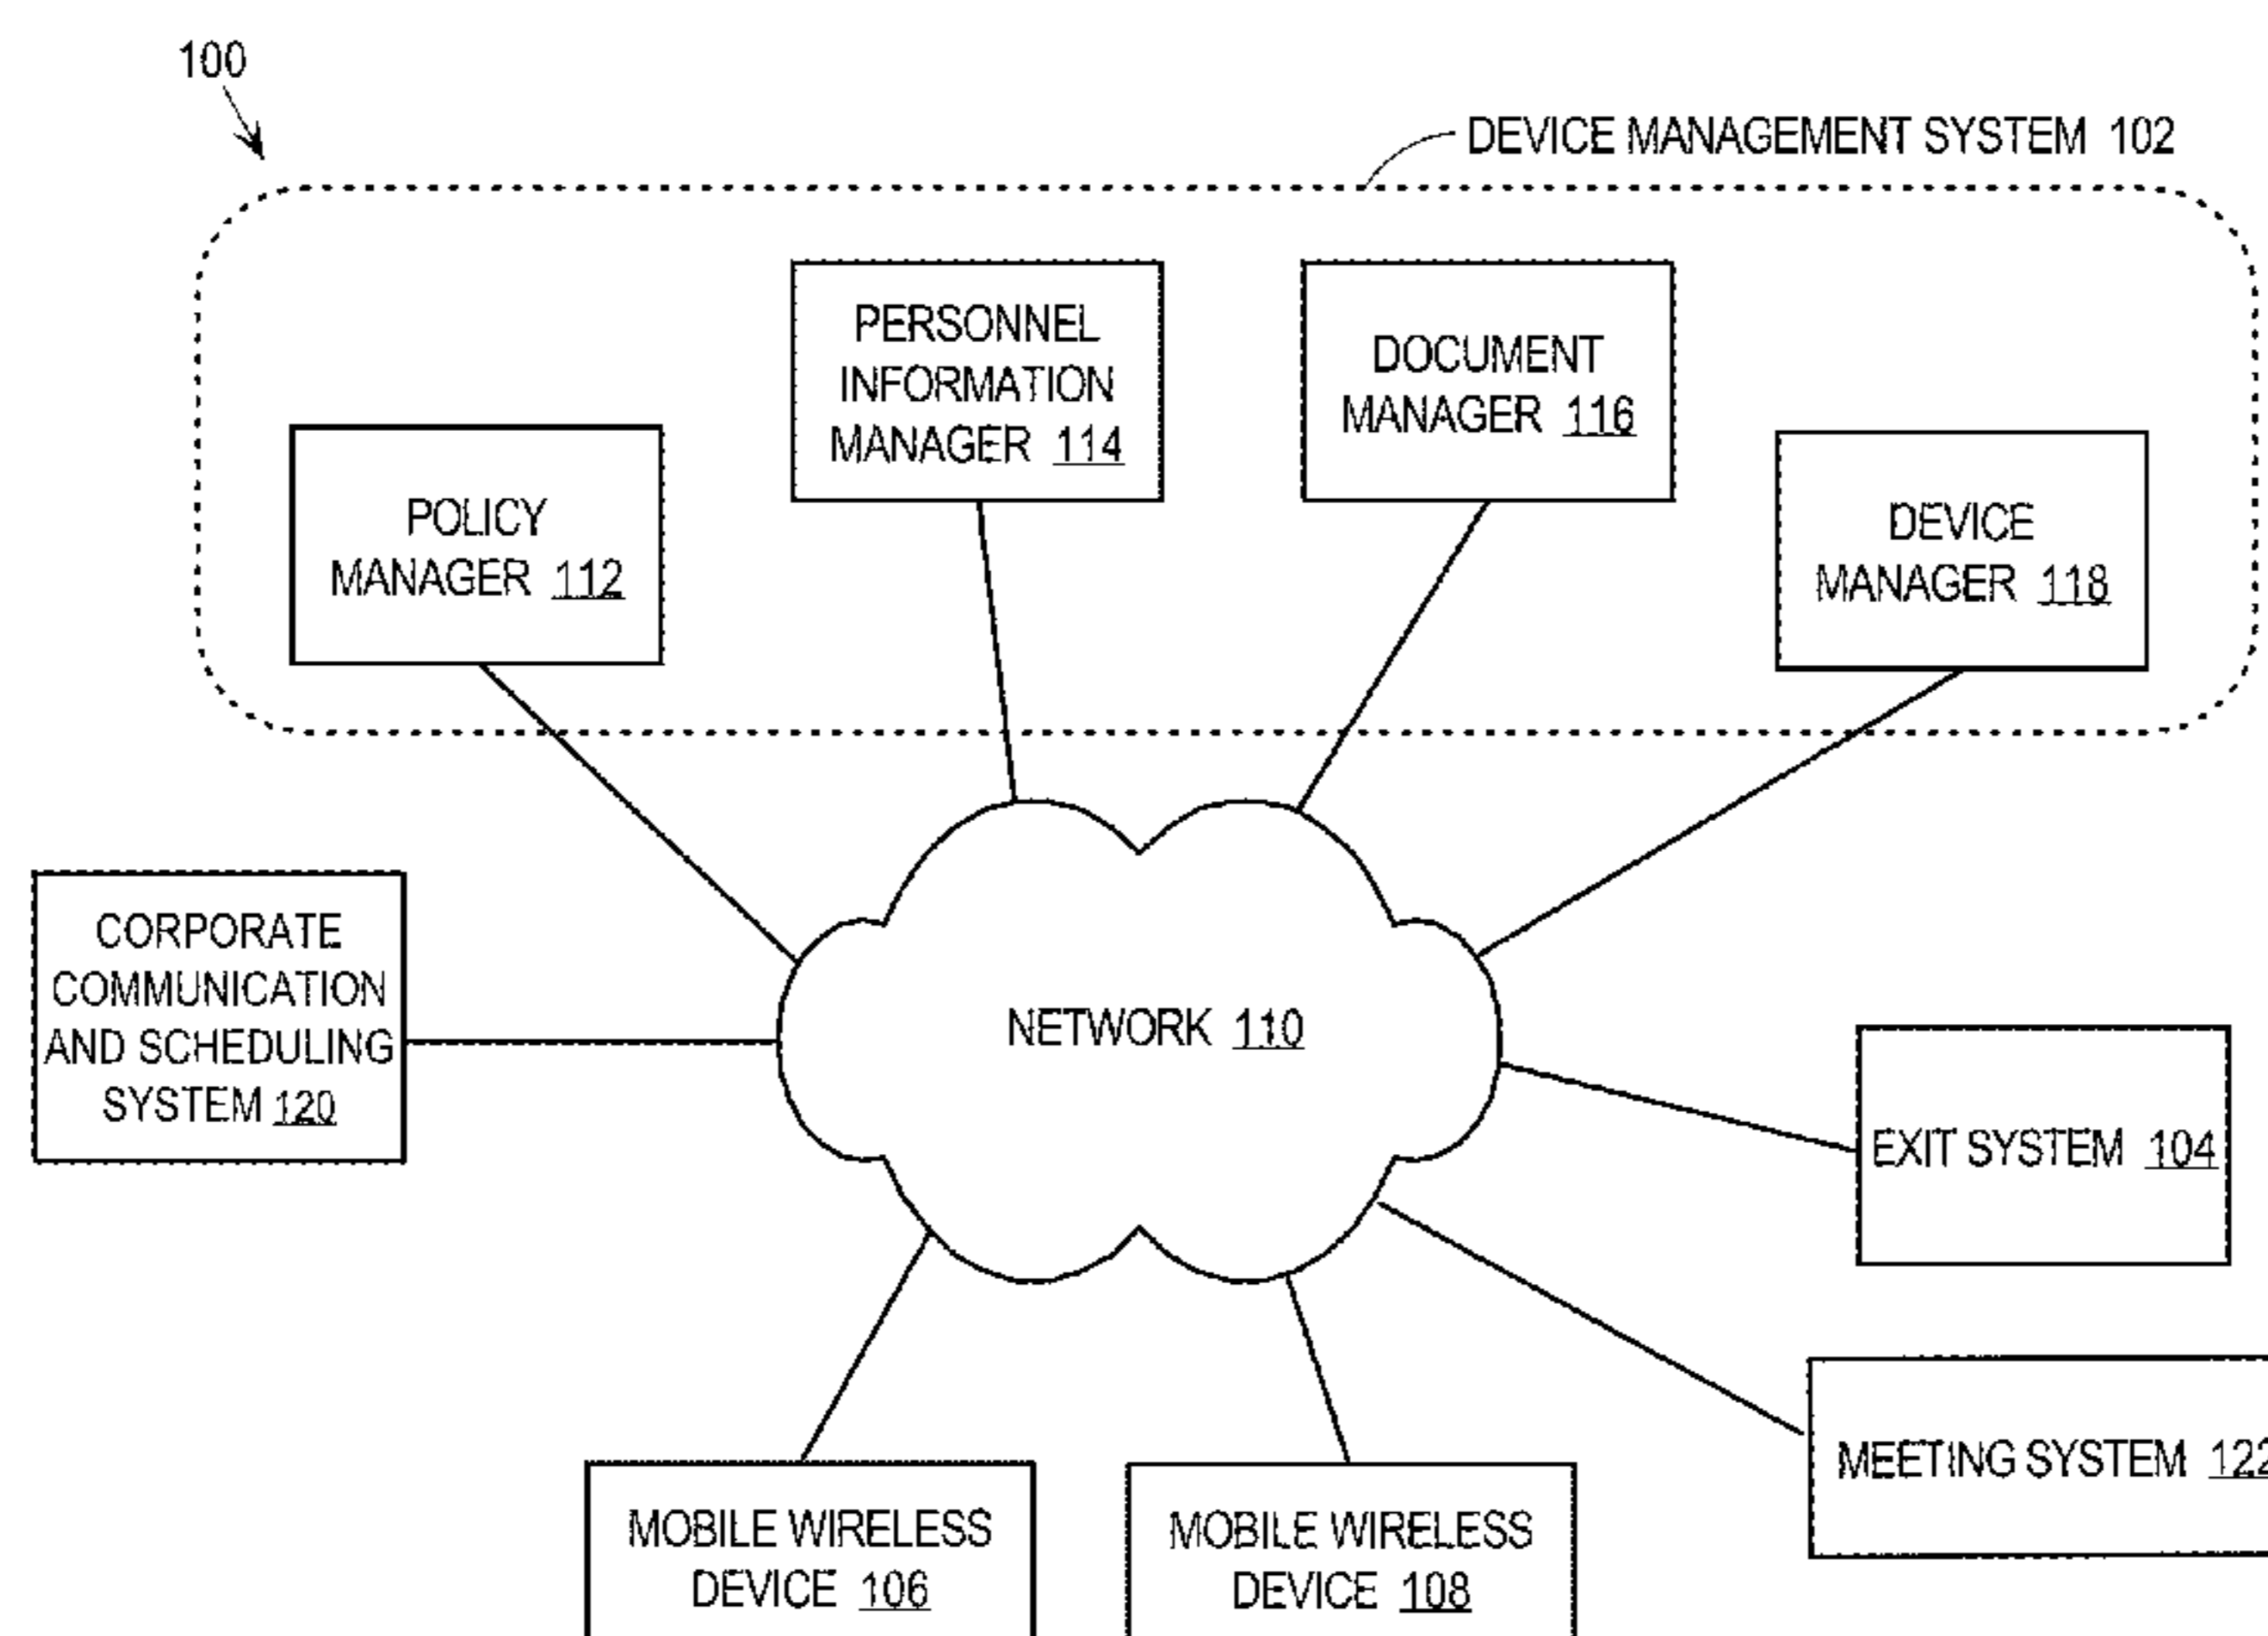 100
DEVICE MANAGEMENT SYSTEM 102
PERSONNEL
INFORMATION
MANAGER 114
DOCUMENT
MANAGER 116
POLICY
MANAGER 112
DEVICE
MANAGER 118
CORPORATE
COMMUNICATION
AND SCHEDULING
SYSTEM 120
NETWORK 110
EXIT SYSTEM 104
MEETING SYSTEM 122
MOBILE WIRELESS
DEVICE 106
MOBILE WIRELESS
DEVICE 108